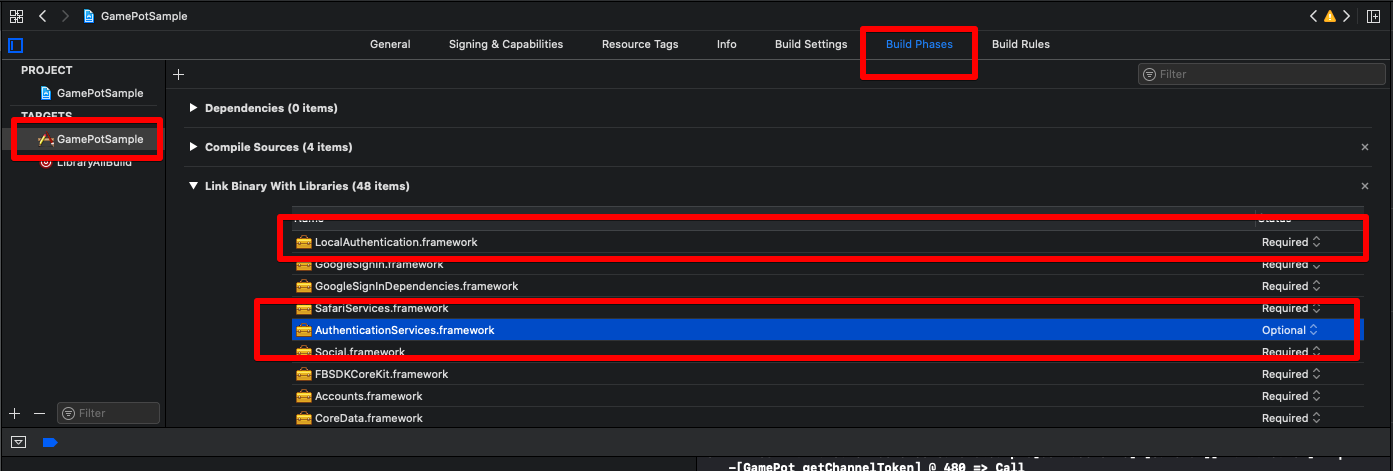 GamePotSample
General Signing & Capabilities Resource Tags Info Build Settings Build Phases Build Rules
PROJECT
GamePotSample
TARGETS
GamePotSample
LibraryAllBuild
Filter
Dependencies (0 items)
Compile Sources (4 items)
Link Binary With Libraries (48 items)
Name Status
LocalAuthentication.framework Required
GoogleSignIn.framework Required
GoogleSignInDependencies.framework Required
SafariServices.framework Required
AuthenticationServices.framework Optional
Social.framework Required
FBSDKCoreKit.framework Required
Accounts.framework Required
CoreData.framework Required
Filter
-[GamePot getChannelToken] @ 480 => Call